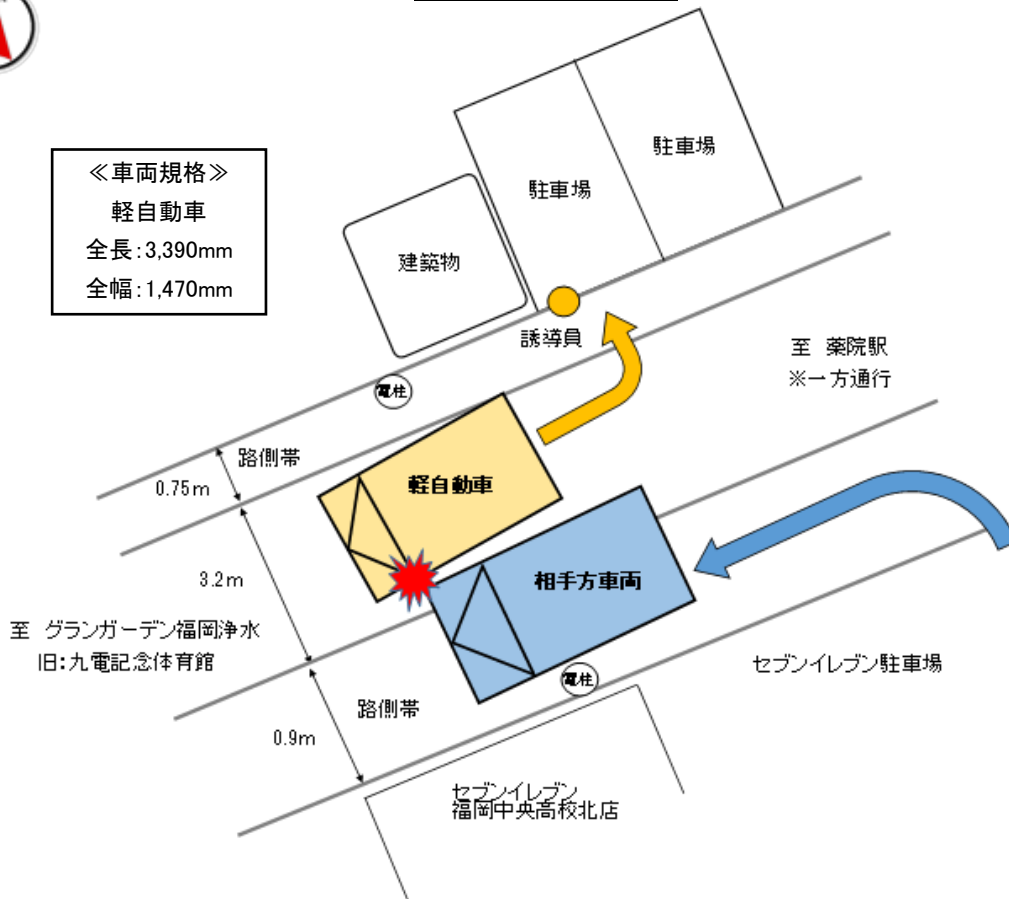 ≪車両規格≫
軽自動車
全長:3,390mm
全幅:1,470mm
駐車場
駐車場
建築物
誘導員
電柱
至 薬院駅
※一方通行
路側帯
0.75m
軽自動車
3.2m
相手方車両
至 グランガーデン福岡浄水
旧:九電記念体育館
電柱
セブンイレブン駐車場
路側帯
0.9m
セブンイレブン
福岡中央高校北店